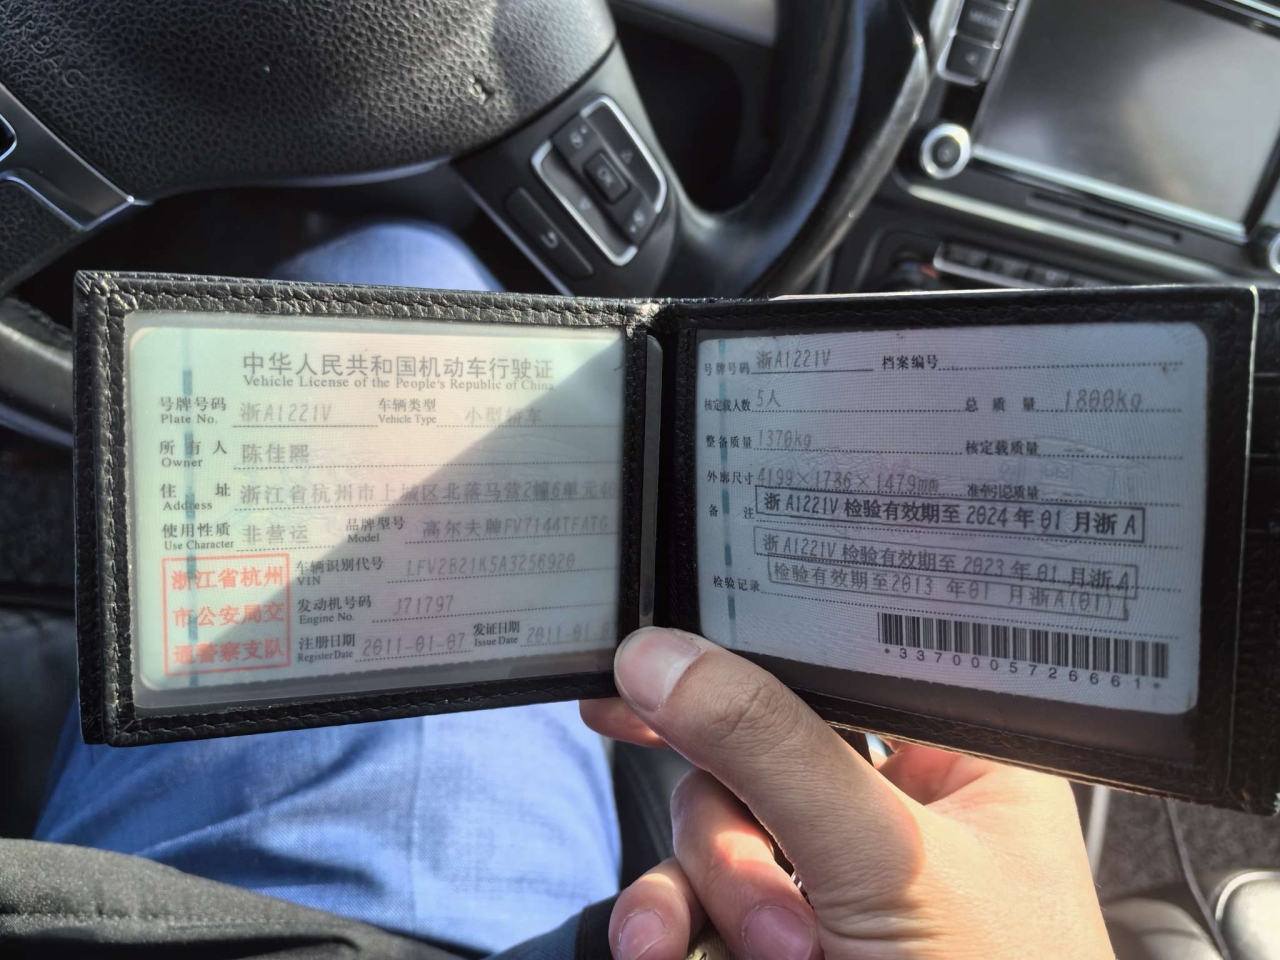 中华人民共和国机动车行驶证
Vehicle License of the People's Republic of China
号牌号码 浙A1221V 车辆类型 小型轿车
Plate No. Vehicle Type
所有人 陈佳熙
Owner
住址 浙江省杭州市上城区北落马营2幢6单元
Address
使用性质 非营运 品牌型号 高尔夫牌FV7144TFATG
Use Character Model
浙江省杭州
市公安局交
通警察支队
车辆识别代号 LFV2B21K5A3256920
VIN
发动机号码 J71797
Engine No.
注册日期 2011-01-07 发证日期 2011-01-0
Register Date Issue Date
号牌号码 浙A1221V 档案编号
核定载人数 5人 总质量 1800kg
整备质量 1370kg 核定载质量
外廓尺寸 4199×1736×1479mm 准牵引总质量
备注 浙A1221V 检验有效期至2024年01月浙A
浙A1221V 检验有效期至2023年01月浙A
检验记录 检验有效期至2013 年01 月浙A(01)
*3370005726661*